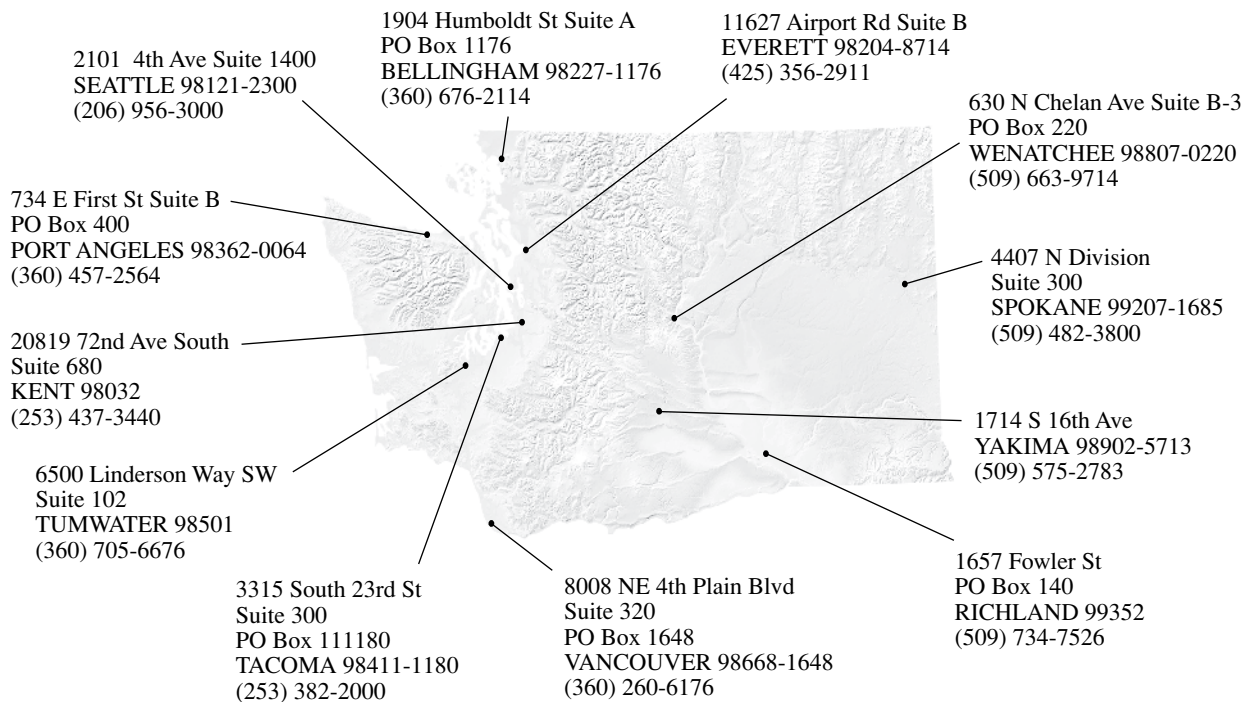 1904 Humboldt St Suite A
PO Box 1176
BELLINGHAM 98227-1176
(360) 676-2114
11627 Airport Rd Suite B
EVERETT 98204-8714
(425) 356-2911
2101 4th Ave Suite 1400
SEATTLE 98121-2300
(206) 956-3000
630 N Chelan Ave Suite B-3
PO Box 220
WENATCHEE 98807-0220
(509) 663-9714
734 E First St Suite B
PO Box 400
PORT ANGELES 98362-0064
(360) 457-2564
4407 N Division
Suite 300
SPOKANE 99207-1685
(509) 482-3800
20819 72nd Ave South
Suite 680
KENT 98032
(253) 437-3440
1714 S 16th Ave
YAKIMA 98902-5713
(509) 575-2783
6500 Linderson Way SW
Suite 102
TUMWATER 98501
(360) 705-6676
3315 South 23rd St
Suite 300
PO Box 111180
TACOMA 98411-1180
(253) 382-2000
8008 NE 4th Plain Blvd
Suite 320
PO Box 1648
VANCOUVER 98668-1648
(360) 260-6176
1657 Fowler St
PO Box 140
RICHLAND 99352
(509) 734-7526